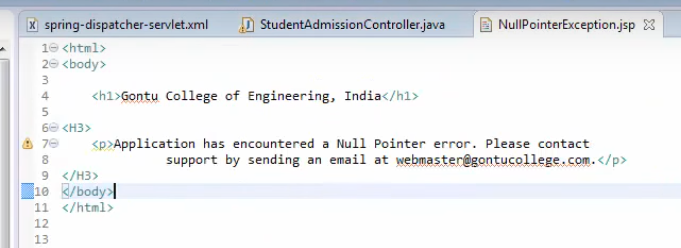 spring-dispatcher-servlet.xml StudentAdmissionController.java NullPointerException.jsp
1 <html>
2 <body>
3
4 <h1>Gontu College of Engineering, India</h1>
5
6 <H3>
7 <p>Application has encountered a Null Pointer error. Please contact
8 support by sending an email at webmaster@gontucollege.com.</p>
9 </H3>
10 </body>
11 </html>
12
13